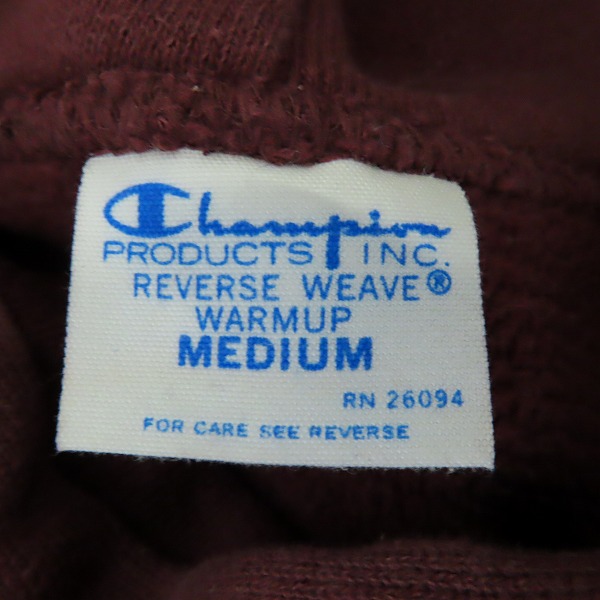 Champion
PRODUCTS INC.
REVERSE WEAVE®
WARMUP
MEDIUM
RN 26094
FOR CARE SEE REVERSE